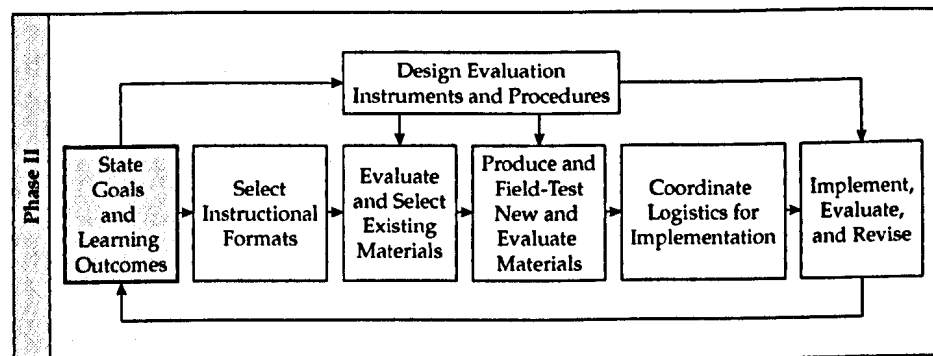 Phase II
Design Evaluation
Instruments and Procedures
State
Goals
and
Learning
Outcomes
Select
Instructional
Formats
Evaluate
and Select
Existing
Materials
Produce and
Field-Test
New and
Evaluate
Materials
Coordinate
Logistics for
Implementation
Implement,
Evaluate,
and Revise